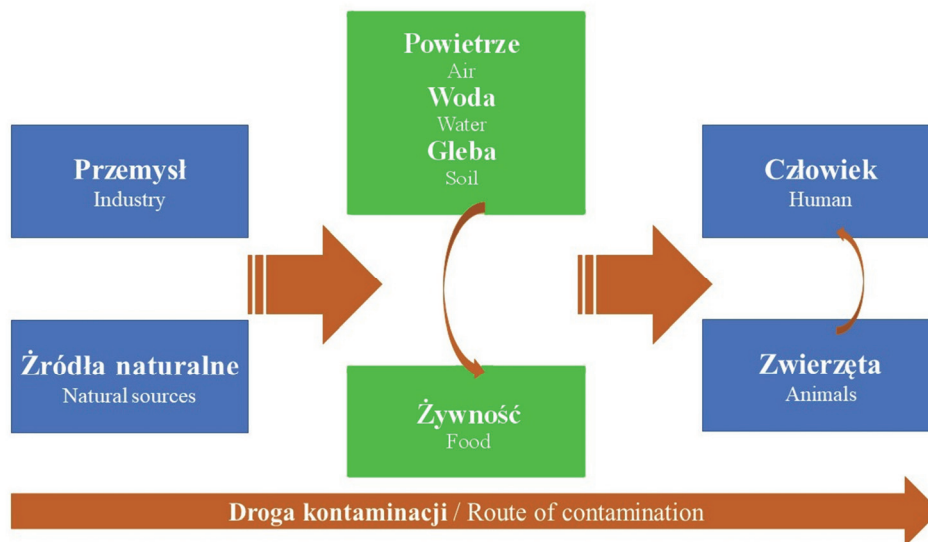 Przemysł
Industry
Żródła naturalne
Natural sources
Powietrze
Air
Woda
Water
Gleba
Soil
Żywność
Food
Człowiek
Human
Zwierzęta
Animals
Droga kontaminacji / Route of contamination